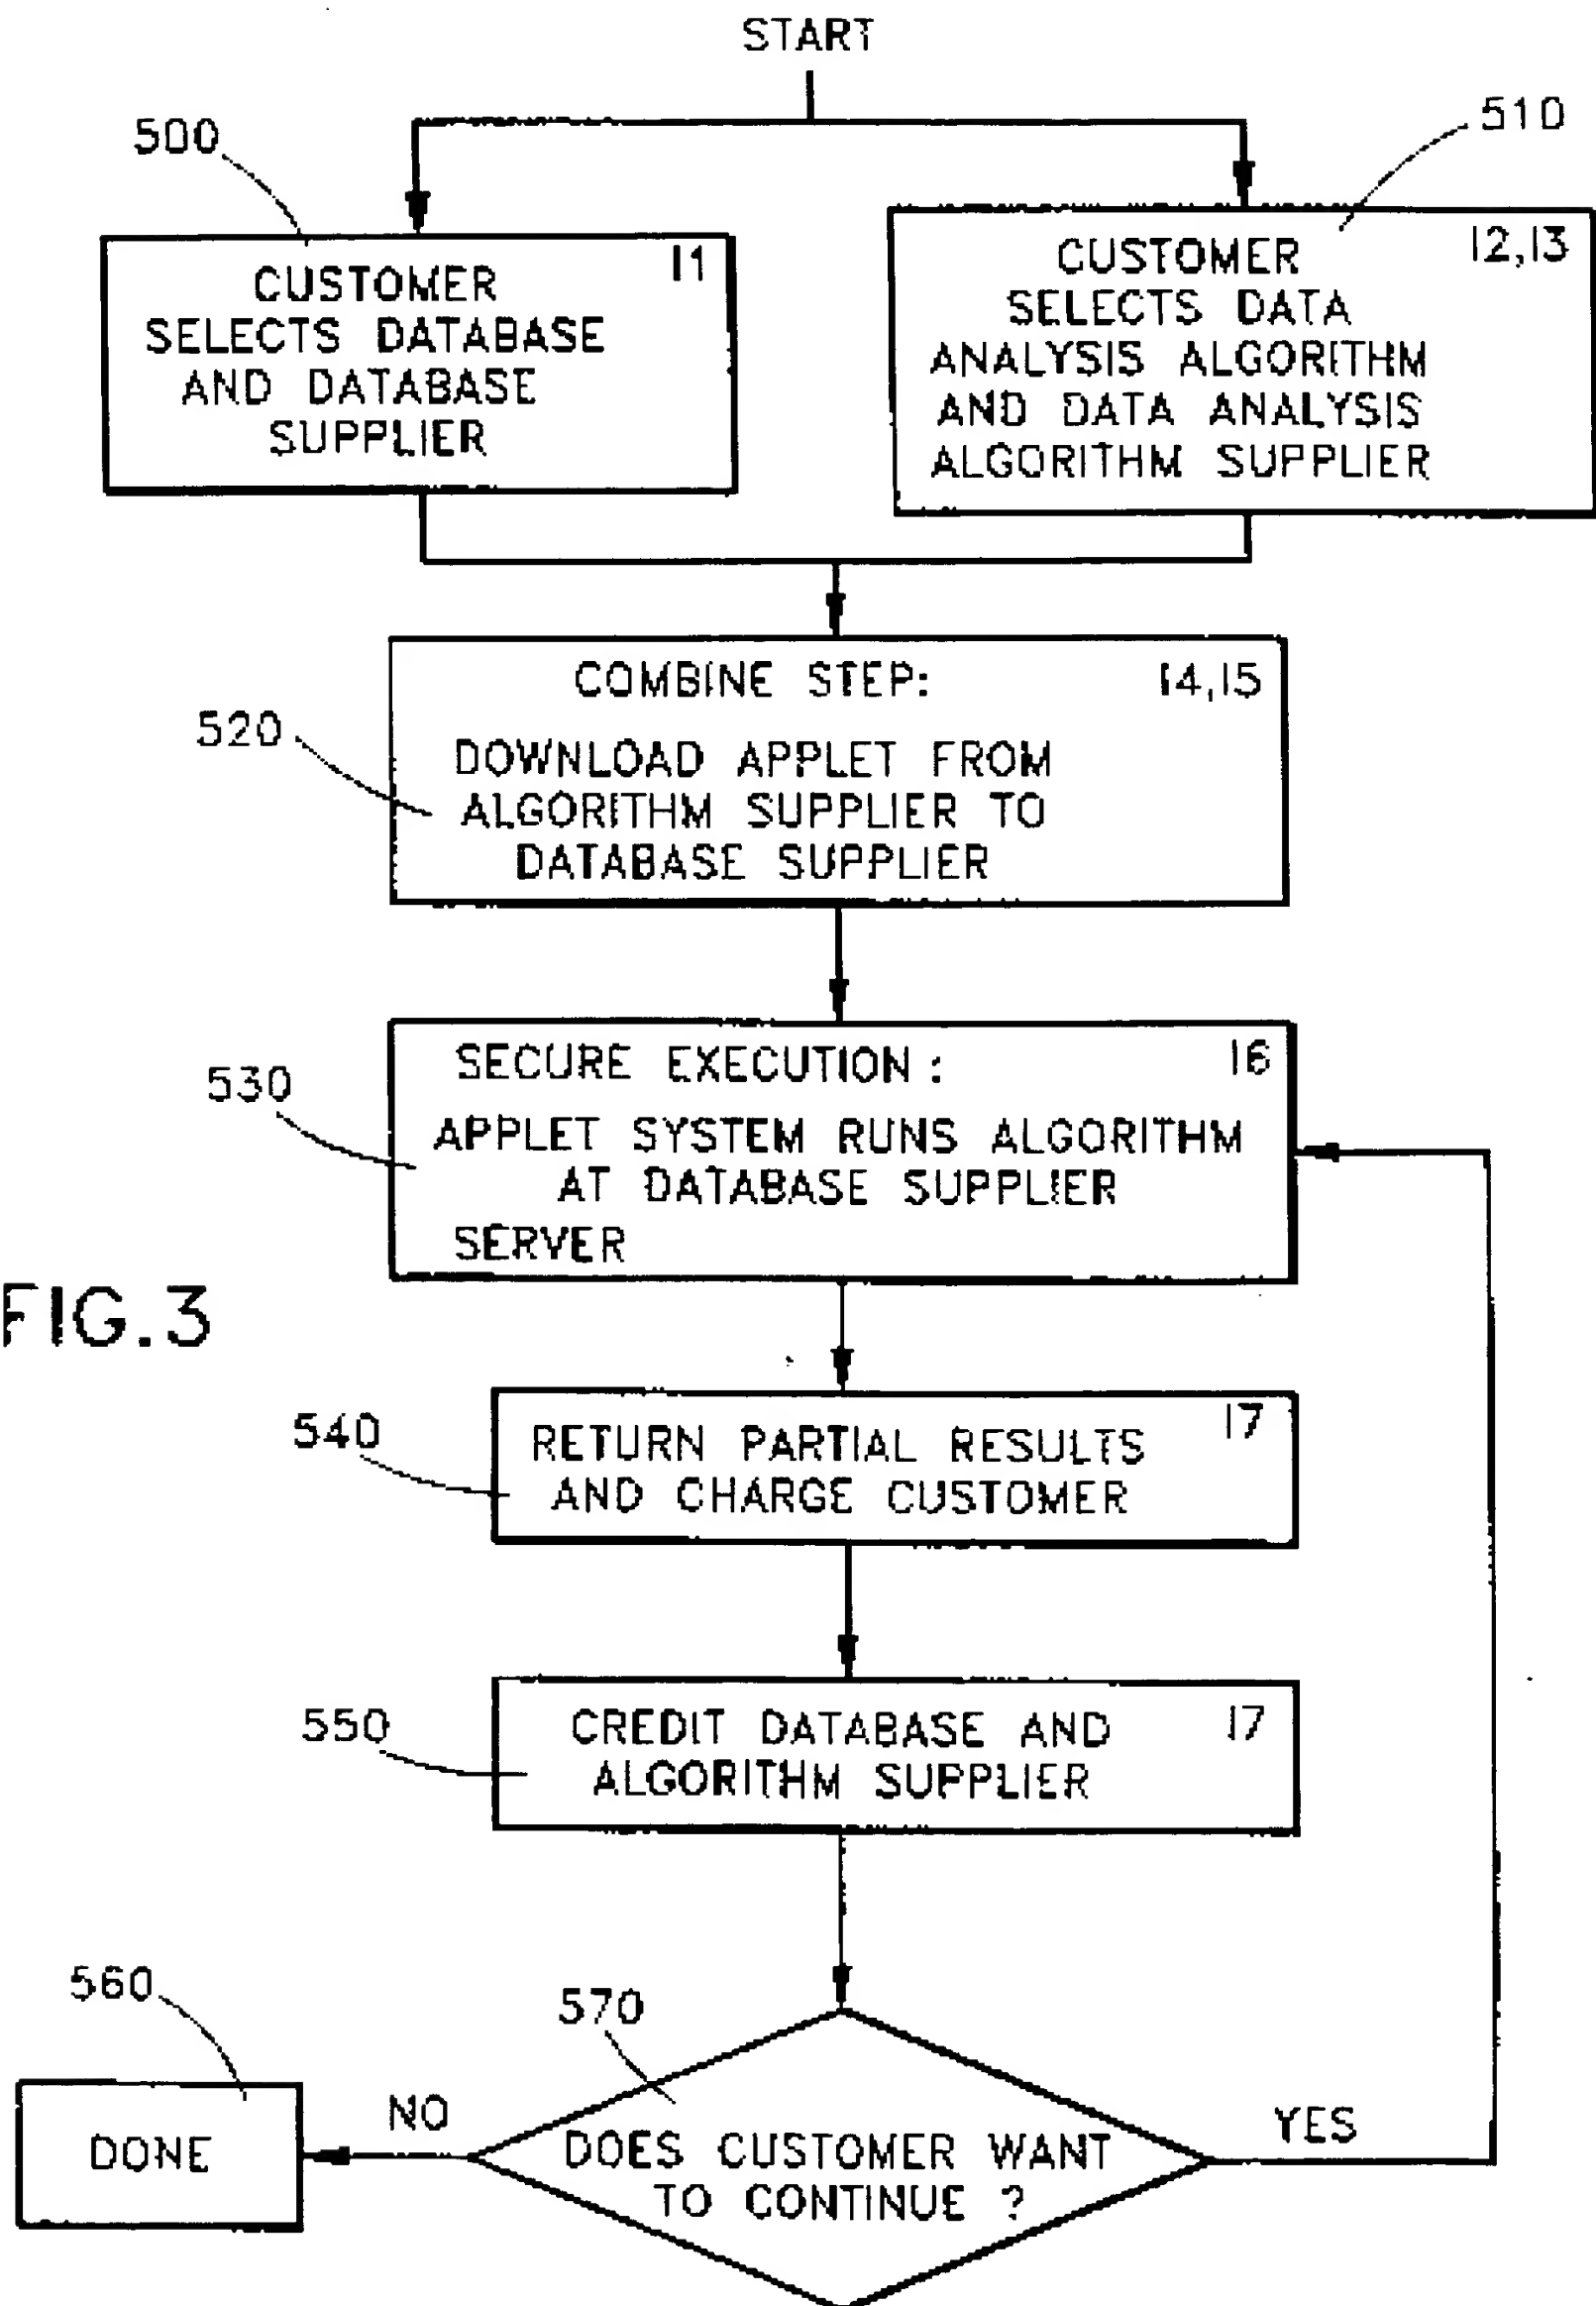 START
500
510
11
CUSTOMER
SELECTS DATABASE
AND DATABASE
SUPPLIER
12,13
CUSTOMER
SELECTS DATA
ANALYSIS ALGORITHM
AND DATA ANALYSIS
ALGORITHM SUPPLIER
520
COMBINE STEP: 14,15
DOWNLOAD APPLET FROM
ALGORITHM SUPPLIER TO
DATABASE SUPPLIER
530
SECURE EXECUTION: 16
APPLET SYSTEM RUNS ALGORITHM
AT DATABASE SUPPLIER
SERVER
FIG.3
540
RETURN PARTIAL RESULTS 17
AND CHARGE CUSTOMER
550
CREDIT DATABASE AND 17
ALGORITHM SUPPLIER
560
570
DONE
NO
DOES CUSTOMER WANT
TO CONTINUE ?
YES